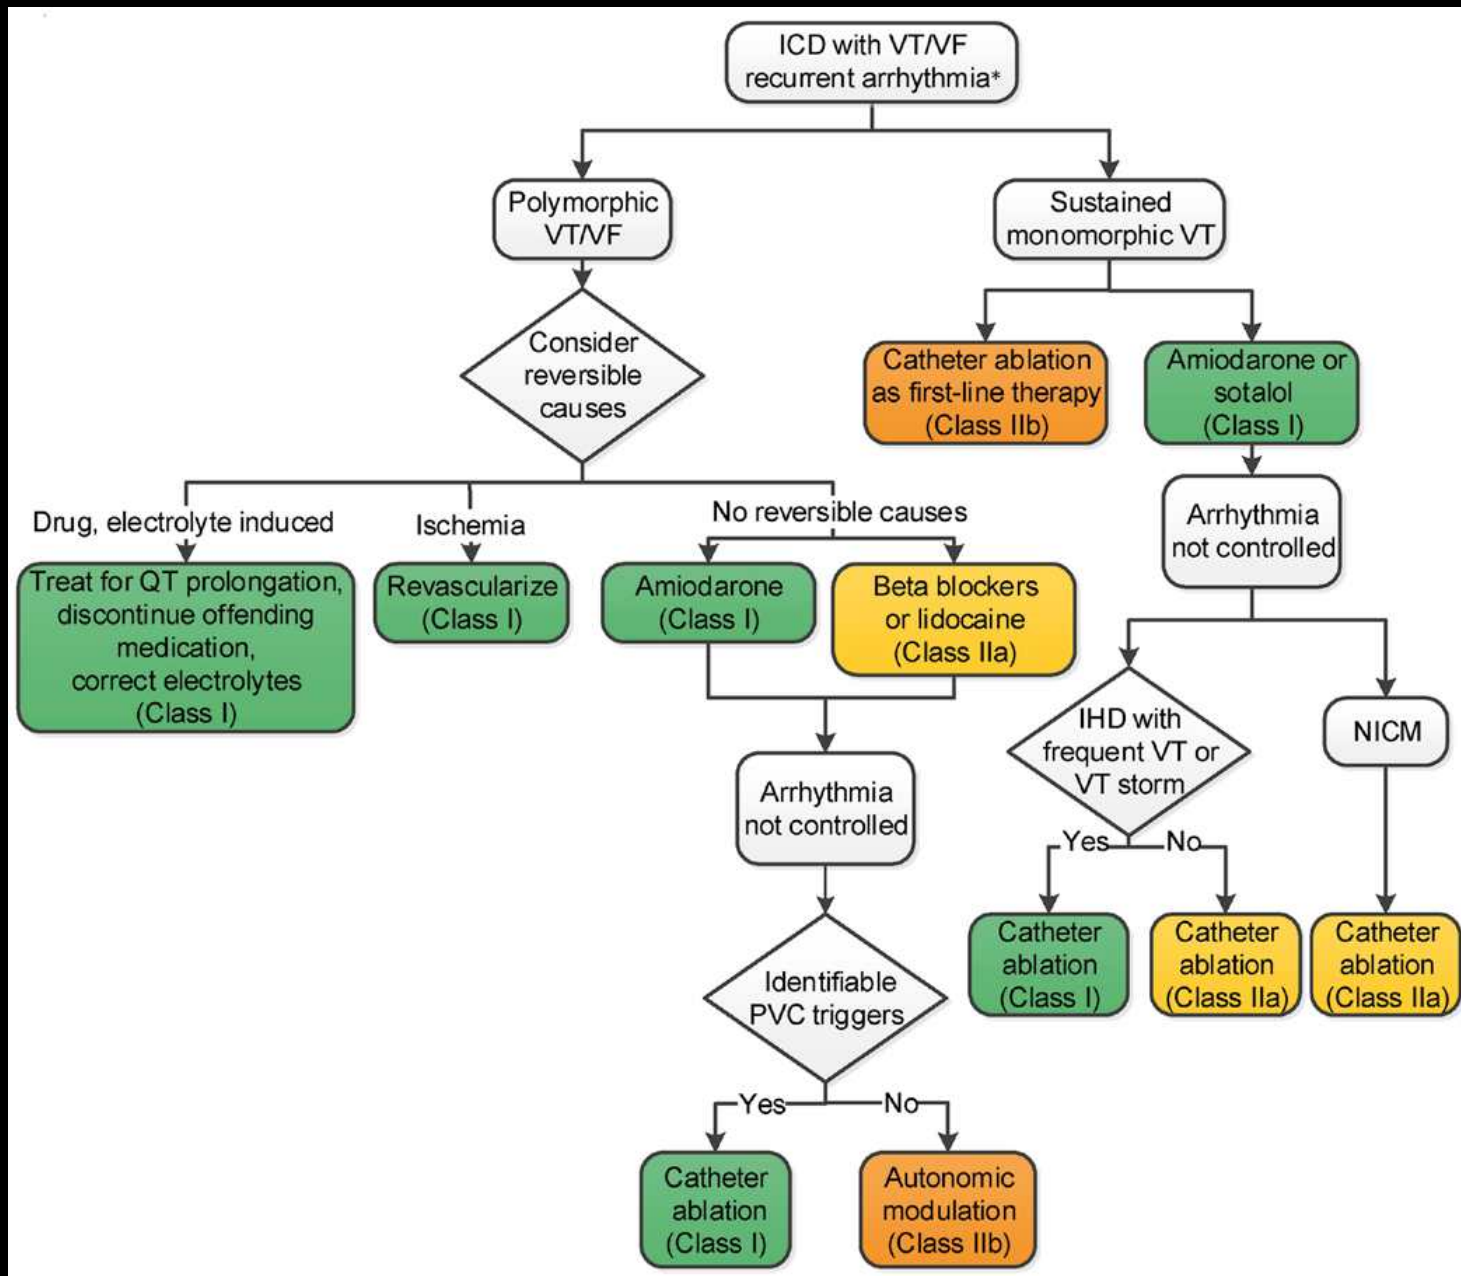 ICD with VT/VF
recurrent arrhythmia*
Polymorphic
VT/VF
Sustained
monomorphic VT
Consider
reversible
causes
Catheter ablation
as first-line therapy
(Class IIb)
Amiodarone or
sotalol
(Class I)
Drug, electrolyte induced
Ischemia
No reversible causes
Arrhythmia
not controlled
Treat for QT prolongation,
discontinue offending
medication,
correct electrolytes
(Class I)
Revascularize
(Class I)
Amiodarone
(Class I)
Beta blockers
or lidocaine
(Class IIa)
IHD with
frequent VT or
VT storm
NICM
Arrhythmia
not controlled
Yes
No
Catheter
ablation
(Class I)
Catheter
ablation
(Class IIa)
Catheter
ablation
(Class IIa)
Identifiable
PVC triggers
Yes
No
Catheter
ablation
(Class I)
Autonomic
modulation
(Class IIb)